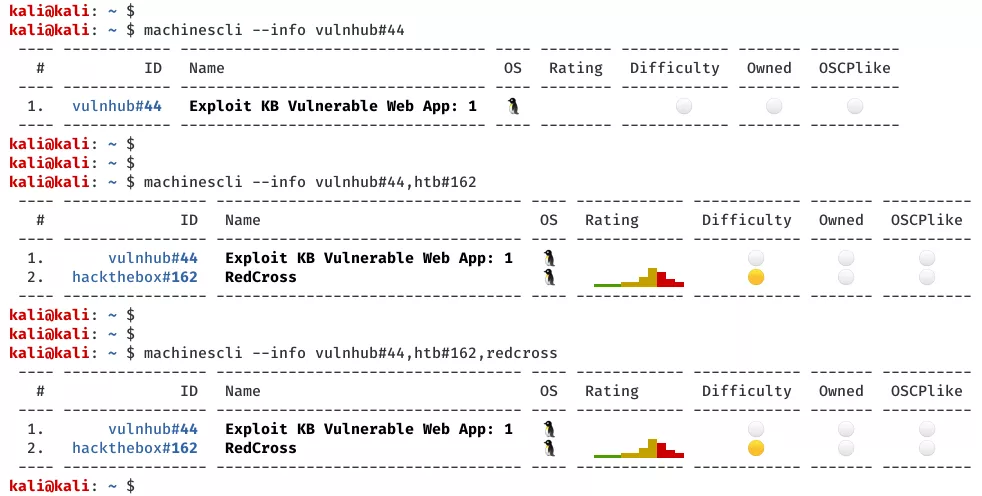 kali@kali: ~ $
kali@kali: ~ $ machinescli --info vulnhub#44
---- ------------ ------------------------------- ---- -------- ------------ ------- ----------
# ID Name OS Rating Difficulty Owned OSCPlike
---- ------------ ------------------------------- ---- -------- ------------ ------- ----------
1. vulnhub#44 Exploit KB Vulnerable Web App: 1
---- ------------ ------------------------------- ---- -------- ------------ ------- ----------
kali@kali: ~ $
kali@kali: ~ $
kali@kali: ~ $ machinescli --info vulnhub#44,htb#162
---- ---------------- ---------------------------------- ---- ------------ ------------ ------- ----------
# ID Name OS Rating Difficulty Owned OSCPlike
---- ---------------- ---------------------------------- ---- ------------ ------------ ------- ----------
1. vulnhub#44 Exploit KB Vulnerable Web App: 1
2. hackthebox#162 RedCross
---- ---------------- ---------------------------------- ---- ------------ ------------ ------- ----------
kali@kali: ~ $
kali@kali: ~ $
kali@kali: ~ $ machinescli --info vulnhub#44,htb#162,redcross
---- ---------------- ---------------------------------- ---- ------------ ------------ ------- ----------
# ID Name OS Rating Difficulty Owned OSCPlike
---- ---------------- ---------------------------------- ---- ------------ ------------ ------- ----------
1. vulnhub#44 Exploit KB Vulnerable Web App: 1
2. hackthebox#162 RedCross
---- ---------------- ---------------------------------- ---- ------------ ------------ ------- ----------
kali@kali: ~ $